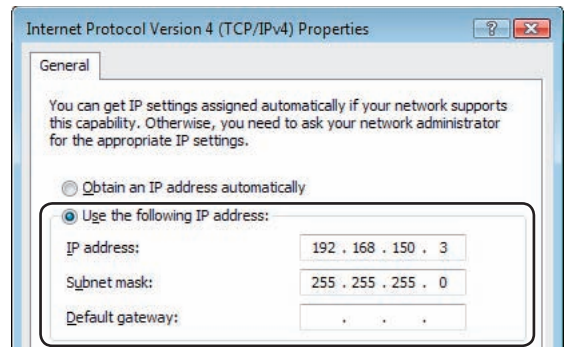 Internet Protocol Version 4 (TCP/IPv4) Properties
General
You can get IP settings assigned automatically if your network supports
this capability. Otherwise, you need to ask your network administrator
for the appropriate IP settings.
Obtain an IP address automatically
Use the following IP address:
IP address: 192 . 168 . 150 . 3
Subnet mask: 255 . 255 . 255 . 0
Default gateway: . . .